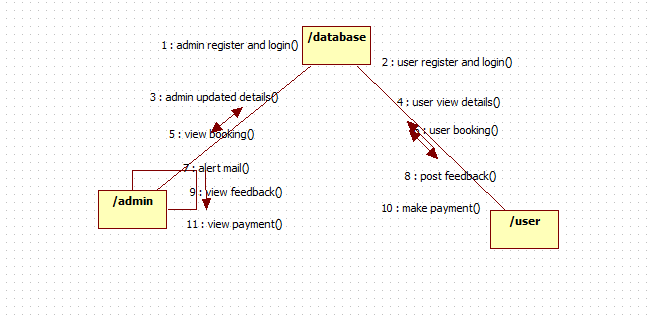 /database
1 : admin register and login()
2 : user register and login()
3 : admin updated details()
4 : user view details()
5 : view booking()
: user booking()
7 : alert mail()
8 : post feedback()
9 : view feedback()
/admin
10 : make payment()
11 : view payment()
/user